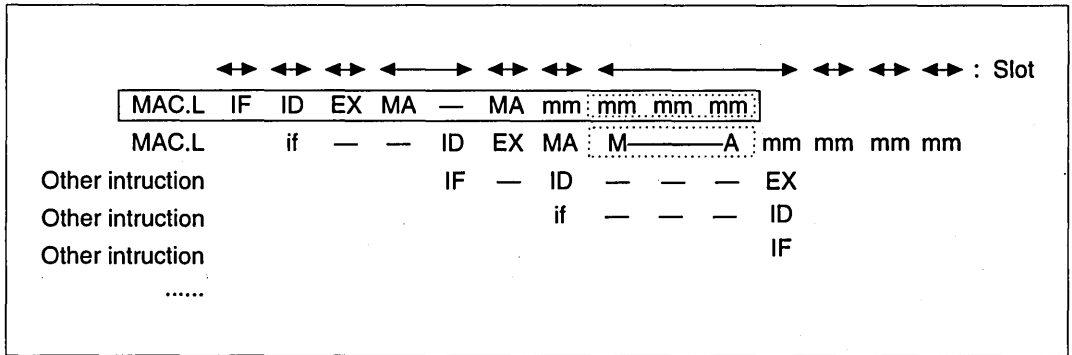 : Slot
MAC.L IF ID EX MA — MA mm mm mm mm
MAC.L if — — ID EX MA M———A mm mm mm mm
Other intruction IF — ID — — — EX
Other intruction if — — — ID
Other intruction IF
......